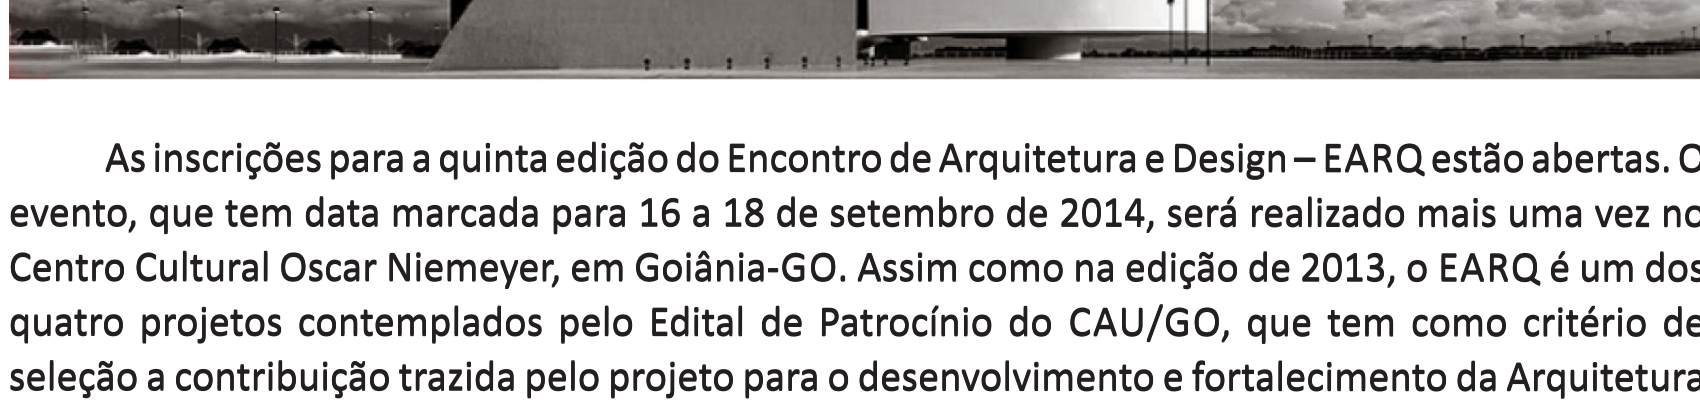 As inscrições para a quinta edição do Encontro de Arquitetura e Design – EARQ estão abertas. O
evento, que tem data marcada para 16 a 18 de setembro de 2014, será realizado mais uma vez no
Centro Cultural Oscar Niemeyer, em Goiânia-GO. Assim como na edição de 2013, o EARQ é um dos
quatro projetos contemplados pelo Edital de Patrocínio do CAU/GO, que tem como critério de
seleção a contribuição trazida pelo projeto para o desenvolvimento e fortalecimento da Arquitetura